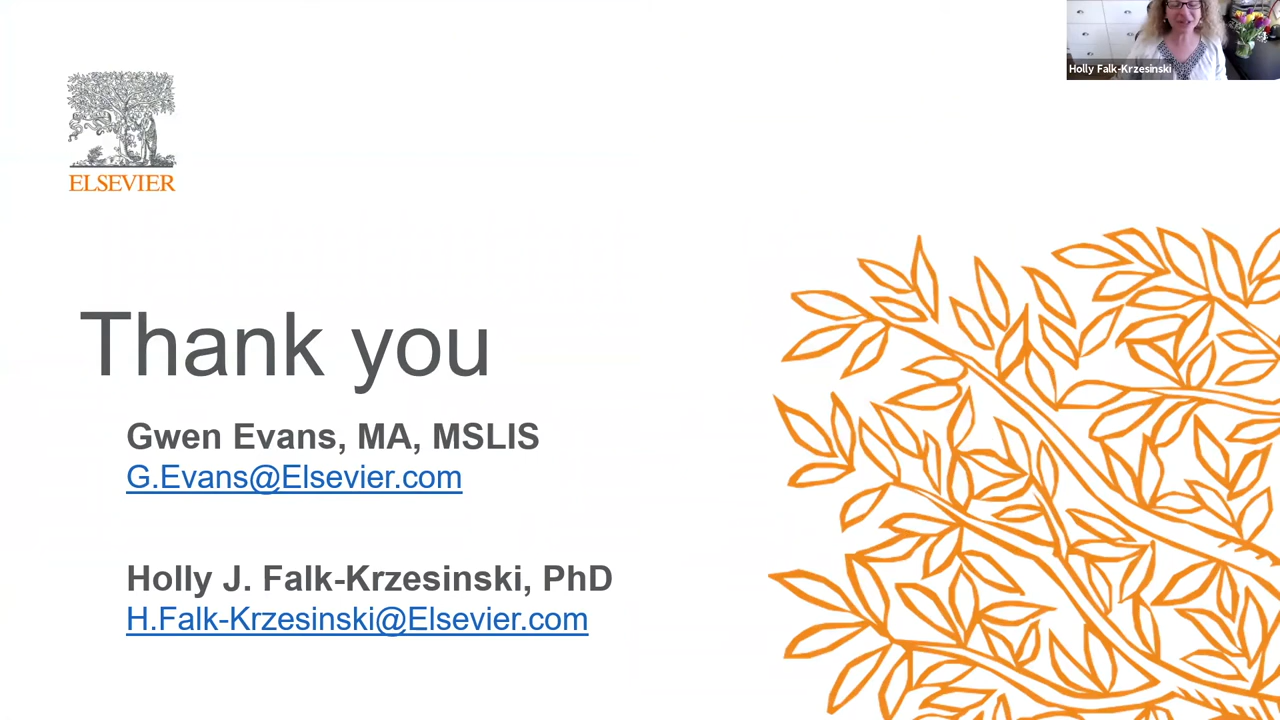 Holly Falk-Krzesinski
ELSEVIER
Thank you
Gwen Evans, MA, MSLIS
G.Evans@Elsevier.com
Holly J. Falk-Krzesinski, PhD
H.Falk-Krzesinski@Elsevier.com